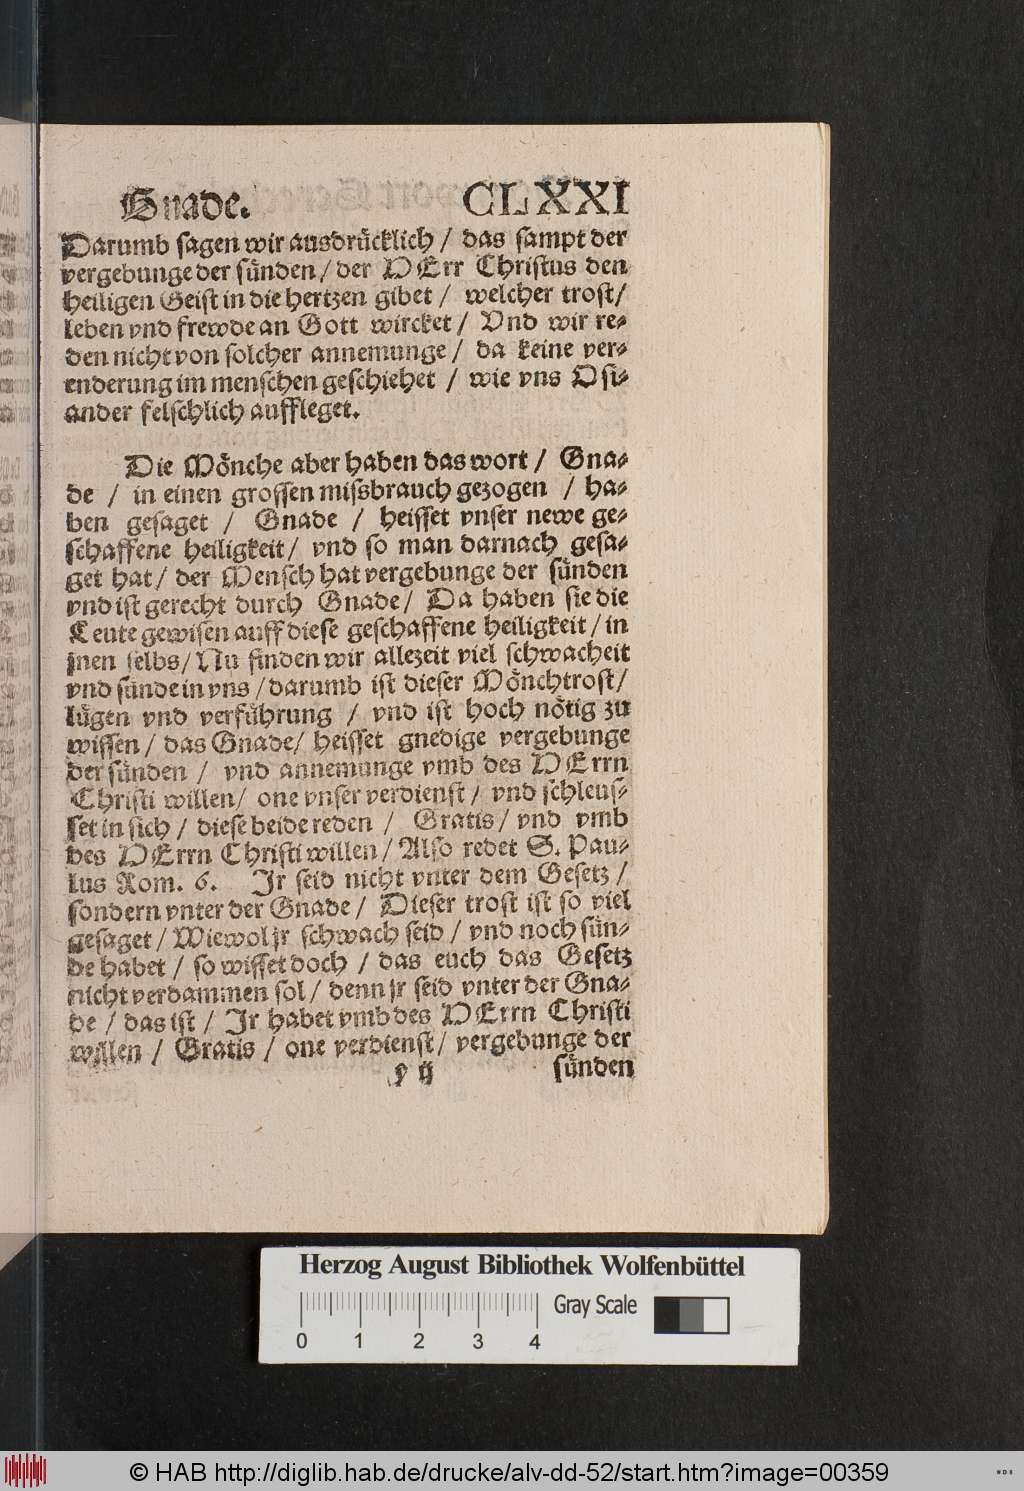 Gnade. CLXXI
Darumb sagen wir ausdrücklich / das sampt der
vergebunge der sünden / der HErr Christus den
heiligen Geist in die hertzen gibet / welcher trost /
leben vnd frewde an Gott wircket / Vnd wir re-
den nicht von solcher annemunge / da keine ver-
enderung im menschen geschiehet / wie vns Osi-
ander felschlich auffleget.
Die Mönche aber haben das wort / Gna-
de / in einen grossen missbrauch gezogen / ha-
ben gesaget / Gnade / heisset vnser newe ge-
schaffene heiligkeit / vnd so man darnach gesa-
get hat / der Mensch hat vergebunge der sünden
vnd ist gerecht durch Gnade / Da haben sie die
Leute gewisen auff diese geschaffene heiligkeit / in
jnen selbs / Nu finden wir allezeit viel schwacheit
vnd sünde in vns / darumb ist dieser Mönchtrost /
lügen vnd verführung / vnd ist hoch nötig zu
wissen / das Gnade / heisset gnedige vergebunge
der sünden / vnd annemunge vmb des HErrn
Christi willen / one vnser verdienst / vnd schleus-
set in sich / diese beide reden / Gratis / vnd vmb
des HErrn Christi willen / Also redet S. Pau-
lus Rom. 6. Jr seid nicht vnter dem Gesetz /
sondern vnter der Gnade / Dieser trost ist so viel
gesaget / Wiewol jr schwach seid / vnd noch sün-
de habet / so wisset doch / das euch das Gesetz
nicht verdammen sol / denn jr seid vnter der Gna-
de / das ist / Jr habet vmb des HErrn Christi
willen / Gratis / one verdienst / vergebunge der
y ij sünden
Herzog August Bibliothek Wolfenbüttel
Gray Scale
0 1 2 3 4
© HAB http://diglib.hab.de/drucke/alv-dd-52/start.htm?image=00359